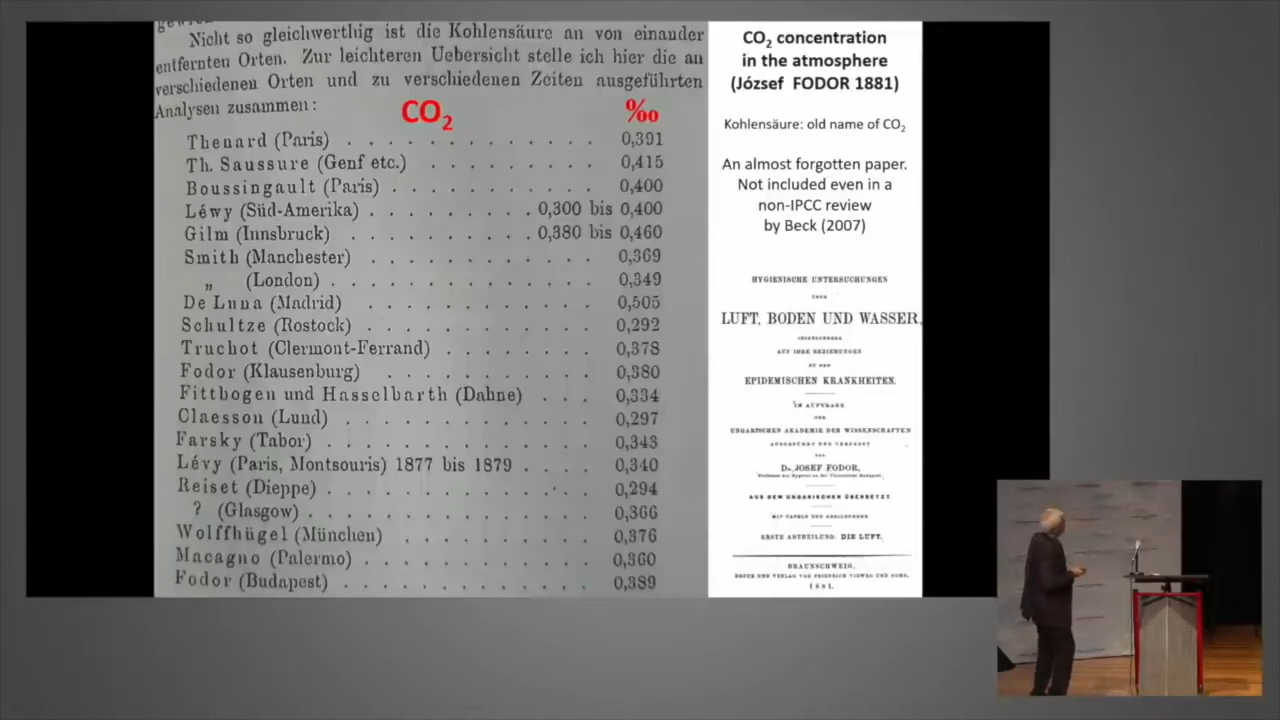 Nicht so gleichwerthig ist die Kohlensäure an von einander
entfernten Orten. Zur leichteren Uebersicht stelle ich hier die an
verschiedenen Orten und zu verschiedenen Zeiten ausgeführten
Analysen zusammen:
CO₂ ‰
Thenard (Paris) . . . . . . . . . . . . 0,391
Th. Saussure (Genf etc.) . . . . . . . . 0,415
Boussingault (Paris) . . . . . . . . . . 0,400
Léwy (Süd-Amerika) . . . . . . . . 0,300 bis 0,400
Gilm (Innsbruck) . . . . . . . . . 0,380 bis 0,460
Smith (Manchester) . . . . . . . . . . . 0,369
„ (London) . . . . . . . . . . . . 0,349
De Luna (Madrid) . . . . . . . . . . . 0,505
Schultze (Rostock) . . . . . . . . . . . 0,292
Truchot (Clermont-Ferrand) . . . . . . . 0,378
Fodor (Klausenburg) . . . . . . . . . . 0,380
Fittbogen und Hasselbarth (Dahne) . . . 0,334
Claesson (Lund) . . . . . . . . . . . . 0,297
Farsky (Tabor) . . . . . . . . . . . . 0,343
Lévy (Paris, Montsouris) 1877 bis 1879 . . . . 0,340
Reiset (Dieppe) . . . . . . . . . . . . 0,294
? (Glasgow) . . . . . . . . . . . . 0,366
Wolffhügel (München) . . . . . . . . . 0,376
Macagno (Palermo) . . . . . . . . . . 0,360
Fodor (Budapest) . . . . . . . . . . . 0,389
CO₂ concentration
in the atmosphere
(József FODOR 1881)
Kohlensäure: old name of CO₂
An almost forgotten paper.
Not included even in a
non-IPCC review
by Beck (2007)
HYGIENISCHE UNTERSUCHUNGEN
ÜBER
LUFT, BODEN UND WASSER,
INSBESONDERE
AUF IHRE BEZIEHUNGEN
ZU DEN
EPIDEMISCHEN KRANKHEITEN.
IM AUFTRAGE
DER
UNGARISCHEN AKADEMIE DER WISSENSCHAFTEN
AUSGEFÜHRT UND VERFASST
VON
Dr. JOSEF FODOR,
Professor der Hygiene an der Universität Budapest.
AUS DEM UNGARISCHEN ÜBERSETZT.
MIT TAFELN UND ABBILDUNGEN
ERSTE ABTHEILUNG: DIE LUFT.
BRAUNSCHWEIG,
DRUCK UND VERLAG VON FRIEDRICH VIEWEG UND SOHN.
1881.